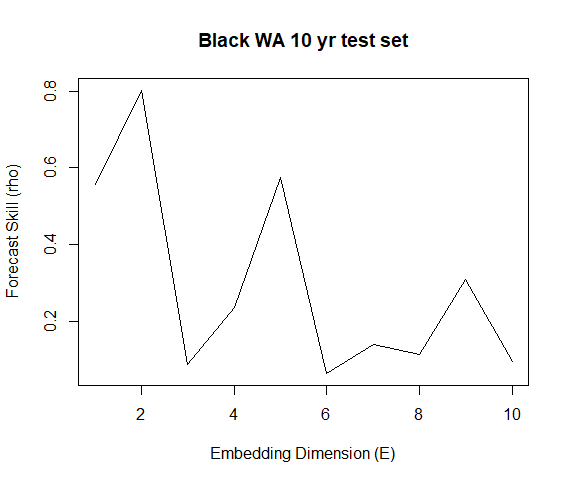 Black WA 10 yr test set
Forecast Skill (rho)
0.8
0.6
0.4
0.2
2 4 6 8 10
Embedding Dimension (E)